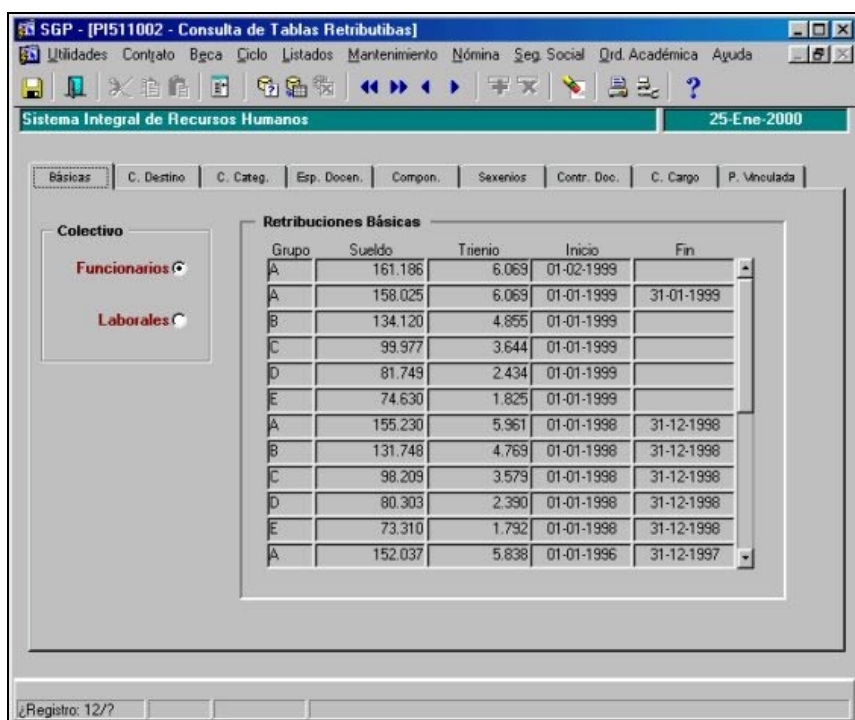 SGP - [PI511002 - Consulta de Tablas Retributibas]
Utilidades Contrato Beca Ciclo Listados Mantenimiento Nómina Seg. Social Ord. Académica Ayuda
Sistema Integral de Recursos Humanos 25-Ene-2000
Básicas C. Destino C. Categ. Esp. Docen. Compon. Sexenios Contr. Doc. C. Cargo P. Vinculada
Colectivo
Funcionarios
Laborales
Retribuciones Básicas
Grupo Sueldo Trienio Inicio Fin
A 161.186 6.069 01-02-1999
A 158.025 6.069 01-01-1999 31-01-1999
B 134.120 4.855 01-01-1999
C 99.977 3.644 01-01-1999
D 81.749 2.434 01-01-1999
E 74.630 1.825 01-01-1999
A 155.230 5.961 01-01-1998 31-12-1998
B 131.748 4.769 01-01-1998 31-12-1998
C 98.209 3.579 01-01-1998 31-12-1998
D 80.303 2.390 01-01-1998 31-12-1998
E 73.310 1.792 01-01-1998 31-12-1998
A 152.037 5.838 01-01-1996 31-12-1997
¿Registro: 12/?